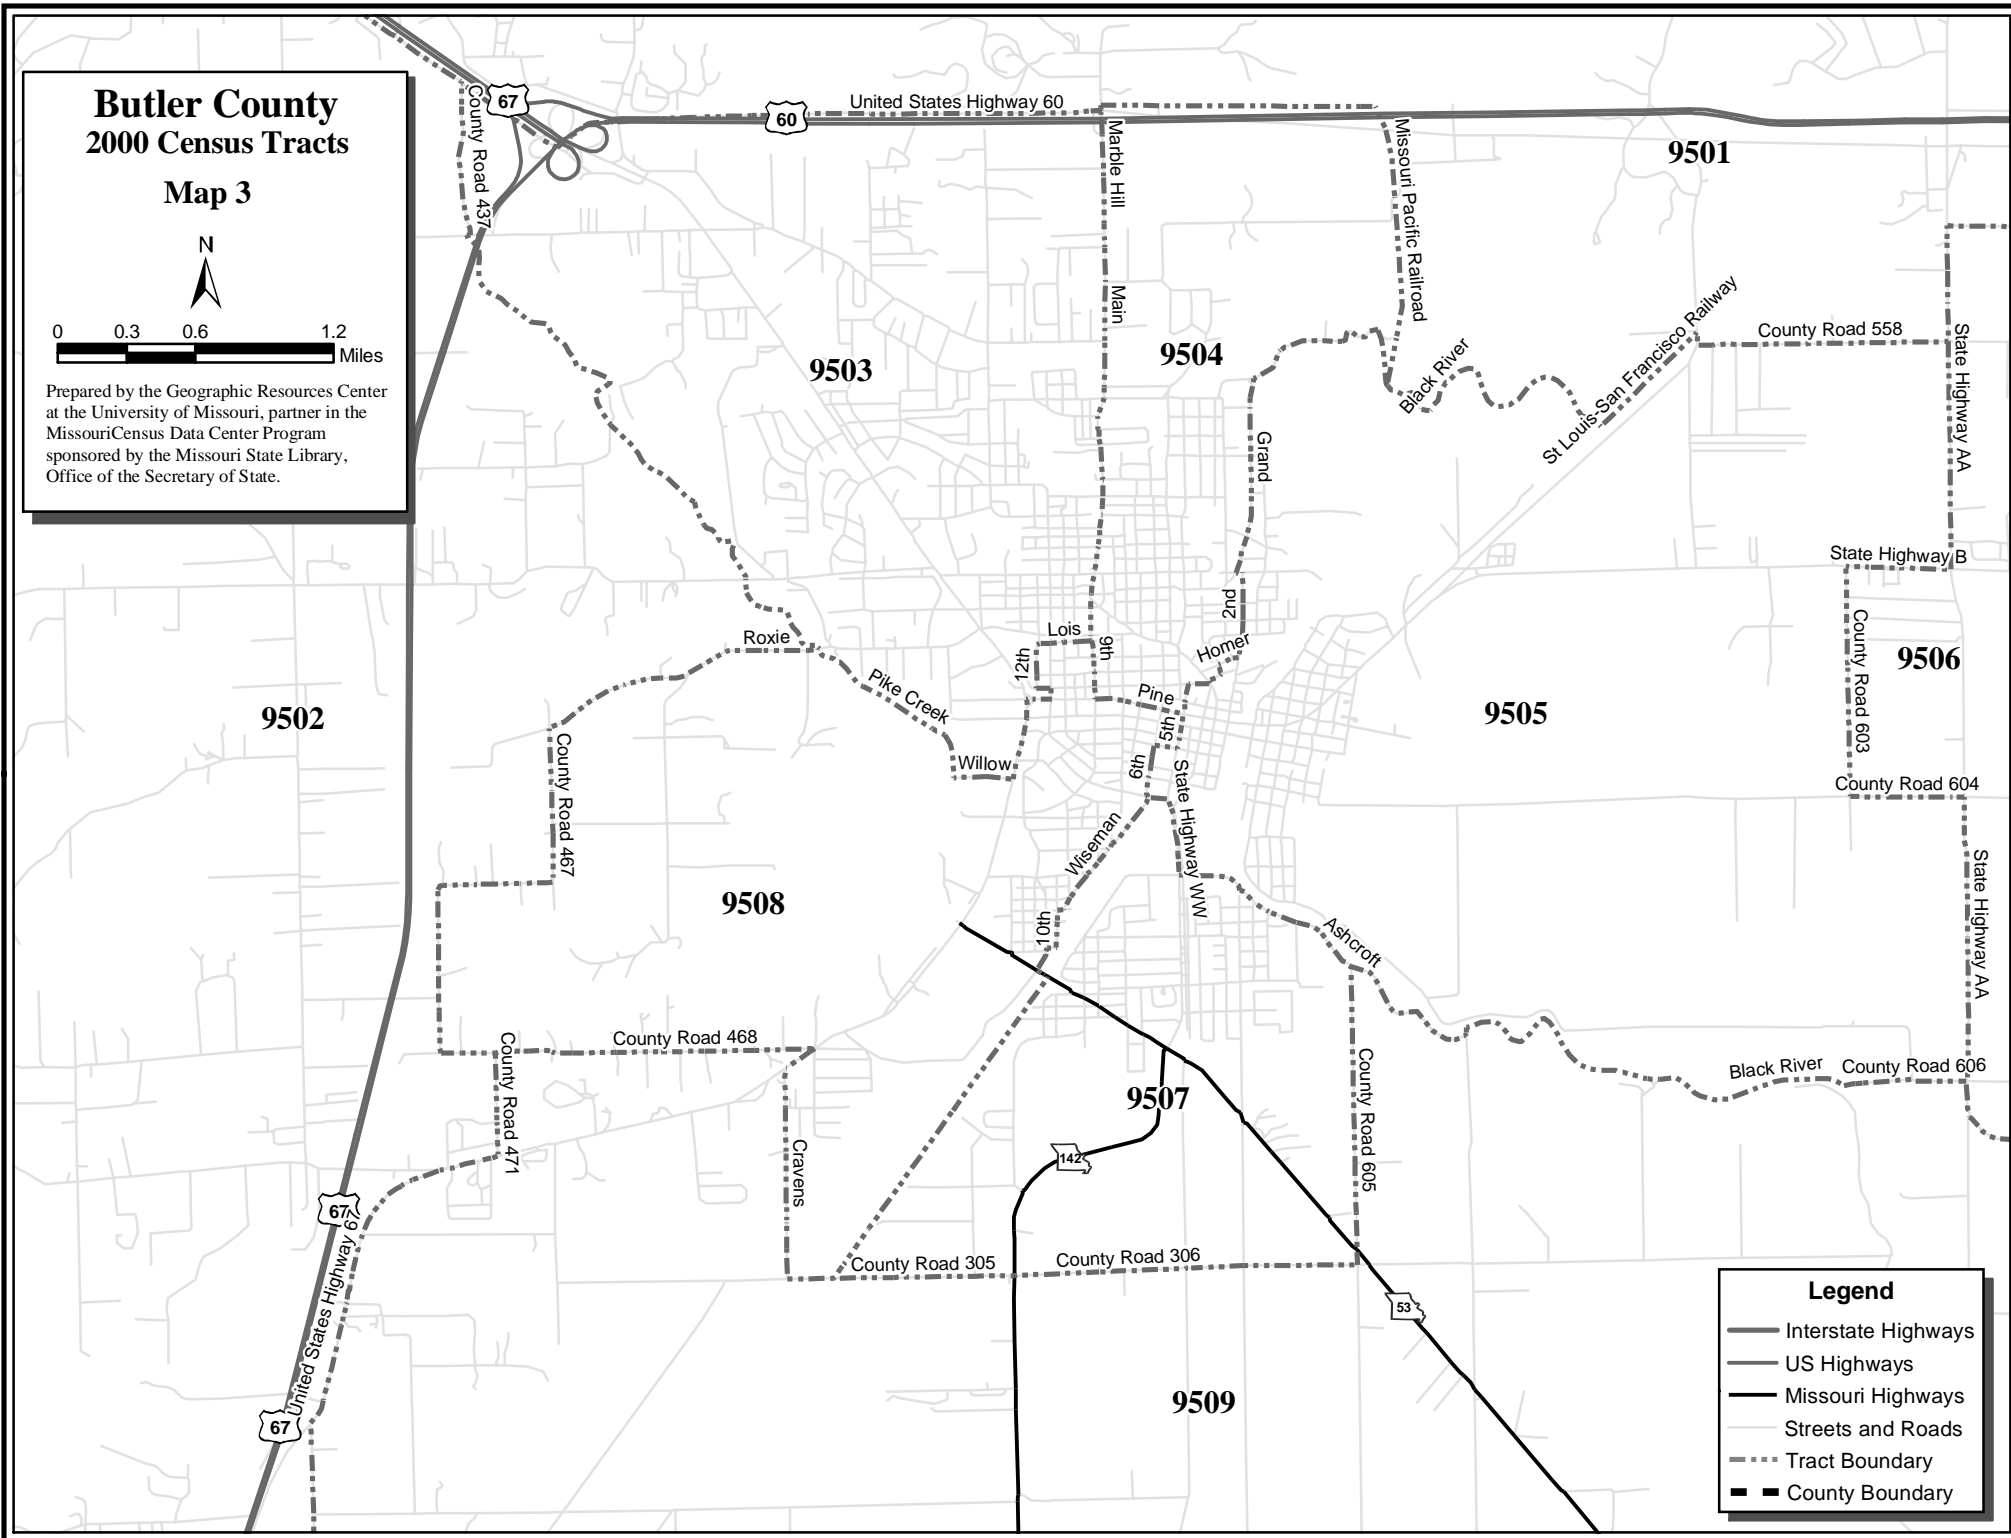 Butler County
2000 Census Tracts
Map 3
N
0 0.3 0.6 1.2
Miles
Prepared by the Geographic Resources Center
at the University of Missouri, partner in the
MissouriCensus Data Center Program
sponsored by the Missouri State Library,
Office of the Secretary of State.
67
County Road 437
60
United States Highway 60
Marble Hill
Main
Missouri Pacific Railroad
9501
9503
9504
Black River
St Louis-San Francisco Railway
County Road 558
State Highway AA
Grand
State Highway B
2nd
Homer
Lois
9th
12th
Roxie
Pike Creek
Pine
5th
6th
Willow
9502
9505
County Road 603
9506
County Road 604
County Road 467
State Highway WW
Wiseman
10th
9508
Ashcroft
State Highway AA
County Road 468
County Road 471
Cravens
9507
142
County Road 605
Black River
County Road 606
67
United States Highway 67
67
County Road 305
County Road 306
53
9509
Legend
Interstate Highways
US Highways
Missouri Highways
Streets and Roads
Tract Boundary
County Boundary